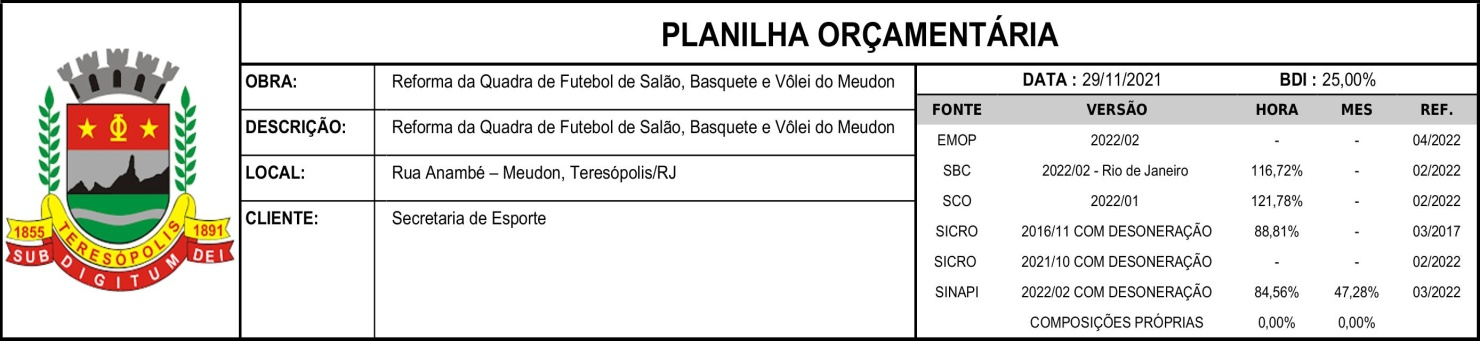 PLANILHA ORÇAMENTÁRIA
1855 TERESÓPOLIS 1891
SUB DIGITUM DEI
OBRA: Reforma da Quadra de Futebol de Salão, Basquete e Vôlei do Meudon
DESCRIÇÃO: Reforma da Quadra de Futebol de Salão, Basquete e Vôlei do Meudon
LOCAL: Rua Anambé – Meudon, Teresópolis/RJ
CLIENTE: Secretaria de Esporte
DATA : 29/11/2021 BDI : 25,00%
FONTE VERSÃO HORA MES REF.
EMOP 2022/02 - - 04/2022
SBC 2022/02 - Rio de Janeiro 116,72% - 02/2022
SCO 2022/01 121,78% - 02/2022
SICRO 2016/11 COM DESONERAÇÃO 88,81% - 03/2017
SICRO 2021/10 COM DESONERAÇÃO - - 02/2022
SINAPI 2022/02 COM DESONERAÇÃO 84,56% 47,28% 03/2022
COMPOSIÇÕES PRÓPRIAS 0,00% 0,00%